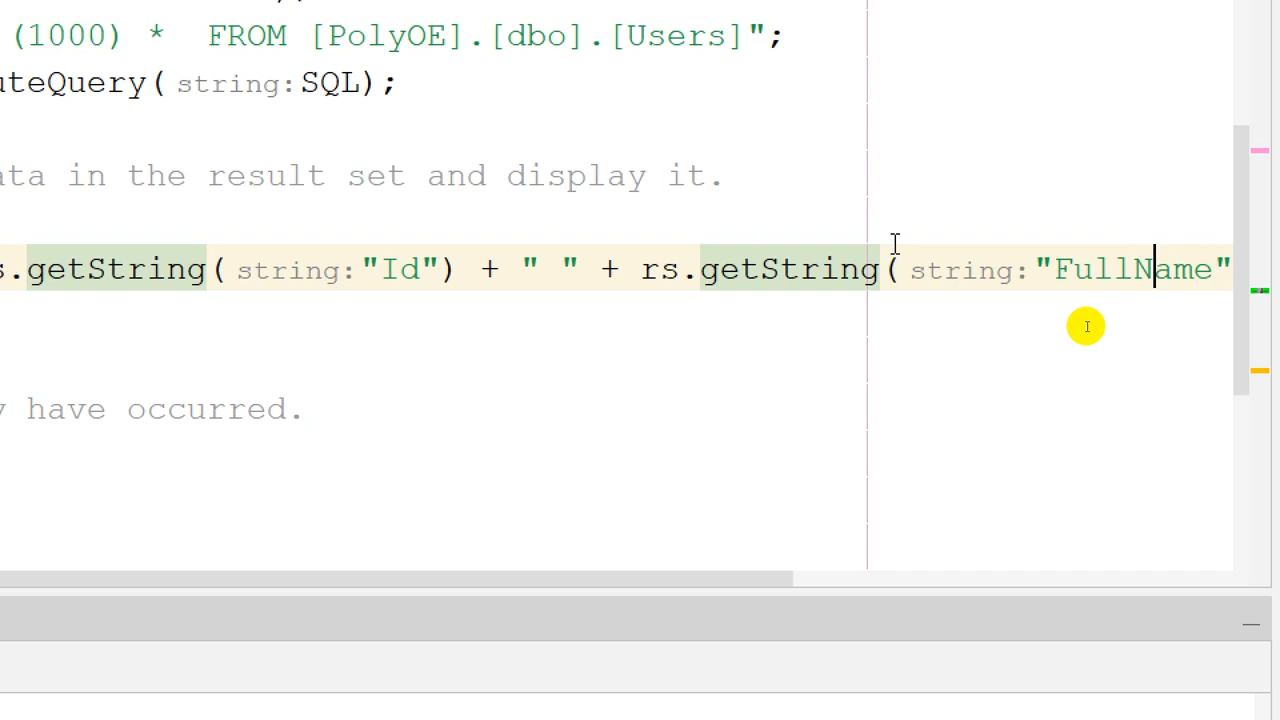 (1000) *  FROM [PolyOE].[dbo].[Users]";
uteQuery( string: SQL);
ata in the result set and display it.
s.getString( string: "Id") + " " + rs.getString( string: "FullName"
y have occurred.